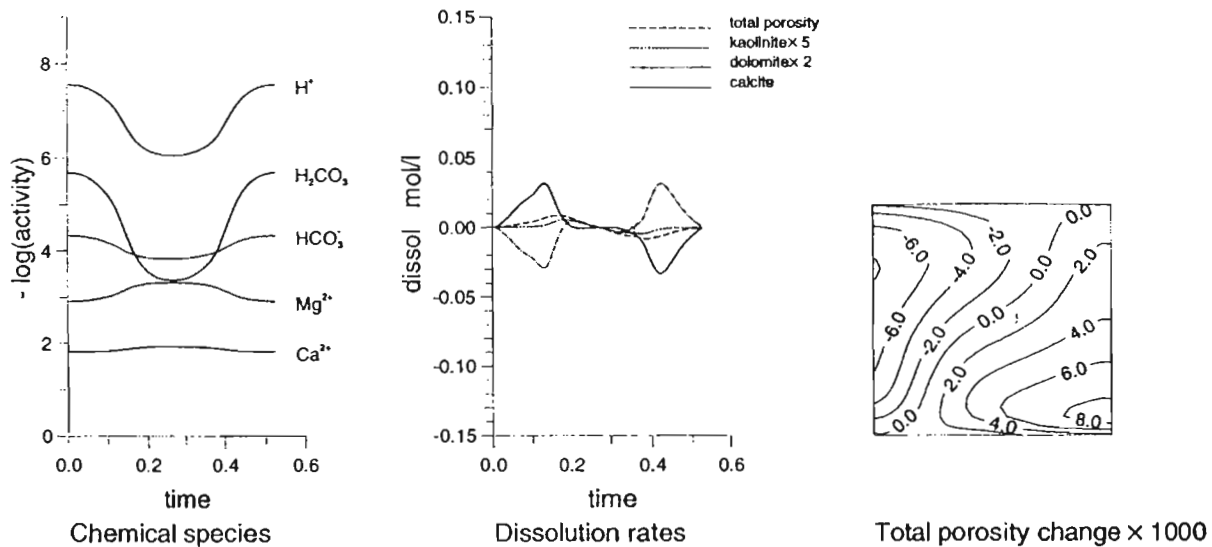 8
6
4
2
0
- log(activity)
H⁺
H₂CO₃
HCO₃⁻
Mg²⁺
Ca²⁺
0.0 0.2 0.4 0.6
time
Chemical species
0.15
0.10
0.05
0.00
-0.05
-0.10
-0.15
dissol mol/l
total porosity
kaolinite× 5
dolomite× 2
calcite
0.0 0.2 0.4 0.6
time
Dissolution rates
0.0
-2.0
-6.0
-4.0
0.0
2.0
-6.0
-2.0
0.0
4.0
2.0
6.0
0.0
4.0
8.0
Total porosity change × 1000